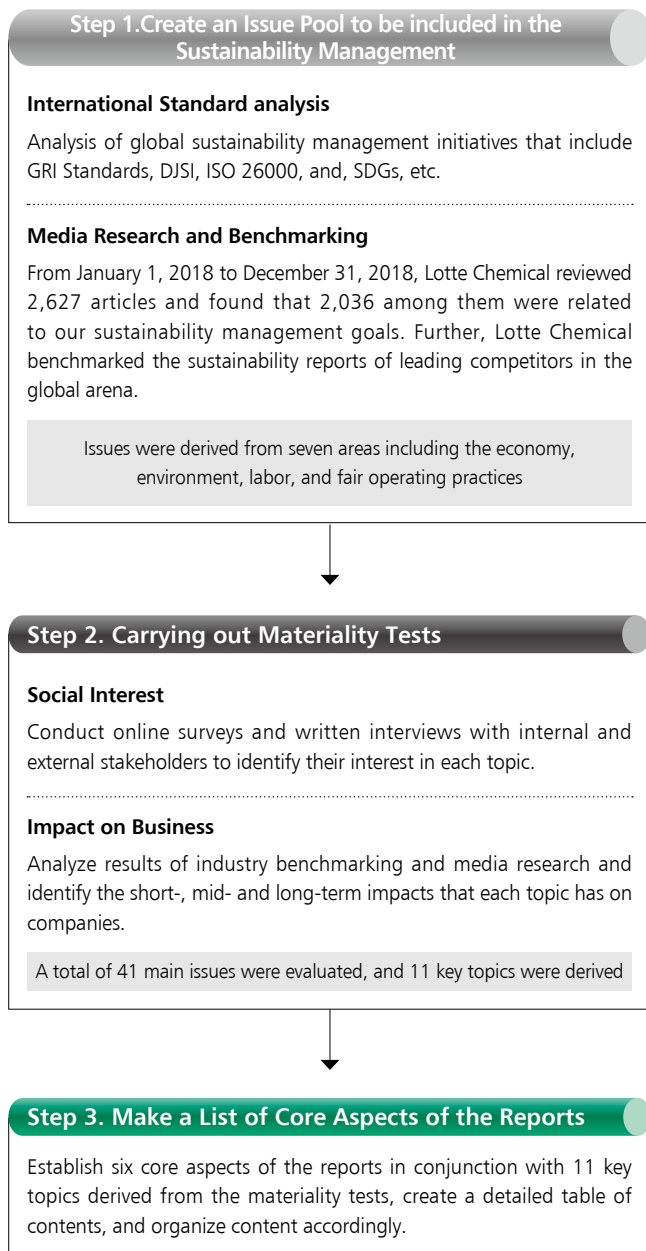 Step 1.Create an Issue Pool to be included in the
Sustainability Management
International Standard analysis
Analysis of global sustainability management initiatives that include
GRI Standards, DJSI, ISO 26000, and, SDGs, etc.
Media Research and Benchmarking
From January 1, 2018 to December 31, 2018, Lotte Chemical reviewed
2,627 articles and found that 2,036 among them were related
to our sustainability management goals. Further, Lotte Chemical
benchmarked the sustainability reports of leading competitors in the
global arena.
Issues were derived from seven areas including the economy,
environment, labor, and fair operating practices
Step 2. Carrying out Materiality Tests
Social Interest
Conduct online surveys and written interviews with internal and
external stakeholders to identify their interest in each topic.
Impact on Business
Analyze results of industry benchmarking and media research and
identify the short-, mid- and long-term impacts that each topic has on
companies.
A total of 41 main issues were evaluated, and 11 key topics were derived
Step 3. Make a List of Core Aspects of the Reports
Establish six core aspects of the reports in conjunction with 11 key
topics derived from the materiality tests, create a detailed table of
contents, and organize content accordingly.